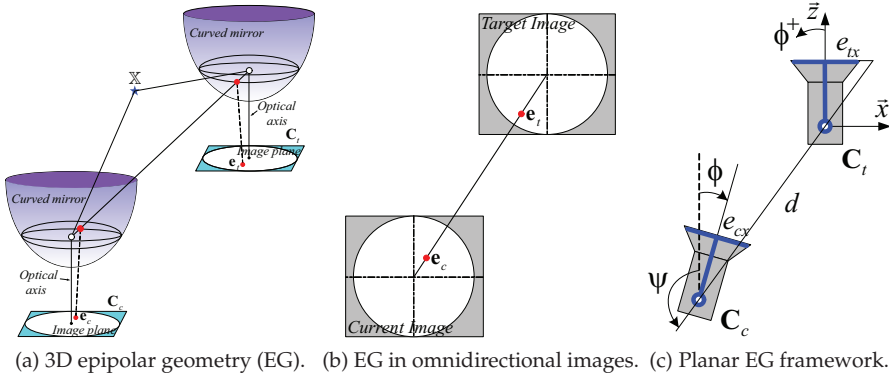 Curved mirror
𝕏
Optical axis
C_t
Image plane
e_t
Curved mirror
Optical axis
C_c
e_c
Image plane
Target Image
e_t
e_c
Current Image
z⃗
ϕ⁺
e_tx
x⃗
C_t
ϕ
d
e_cx
ψ
C_c
(a) 3D epipolar geometry (EG). (b) EG in omnidirectional images. (c) Planar EG framework.